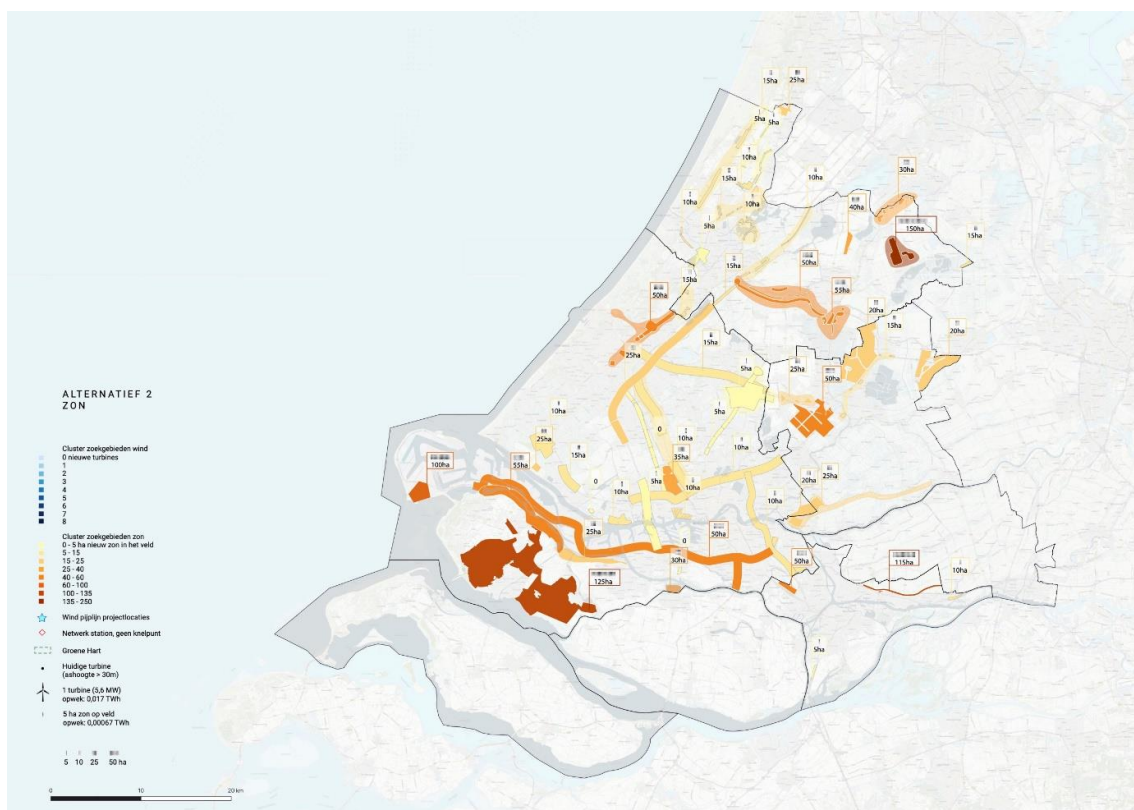 15ha
25ha
5ha
5ha
10ha
15ha
10ha
30ha
10ha
10ha
40ha
5ha
150ha
15ha
15ha
15ha
50ha
50ha
55ha
20ha
15ha
20ha
25ha
15ha
5ha
25ha
50ha
5ha
10ha
25ha
0
10ha
15ha
10ha
35ha
100ha
55ha
0
5ha
10ha
10ha
20ha
25ha
10ha
10ha
25ha
0
50ha
30ha
50ha
115ha
10ha
125ha
5ha
ALTERNATIEF 2
ZON
Cluster zoekgebieden wind
0 nieuwe turbines
1
2
3
4
5
6
7
8
Cluster zoekgebieden zon
0 - 5 ha nieuw zon in het veld
5 - 15
15 - 25
25 - 40
40 - 60
60 - 100
100 - 135
135 - 250
Wind pijplijn projectlocaties
Netwerk station, geen knelpunt
Groene Hart
Huidige turbine
(ashoogte > 30m)
1 turbine (5,6 MW)
opwek: 0,017 TWh
5 ha zon op veld
opwek: 0,00067 TWh
5 10 25 50 ha
0 10 20 km